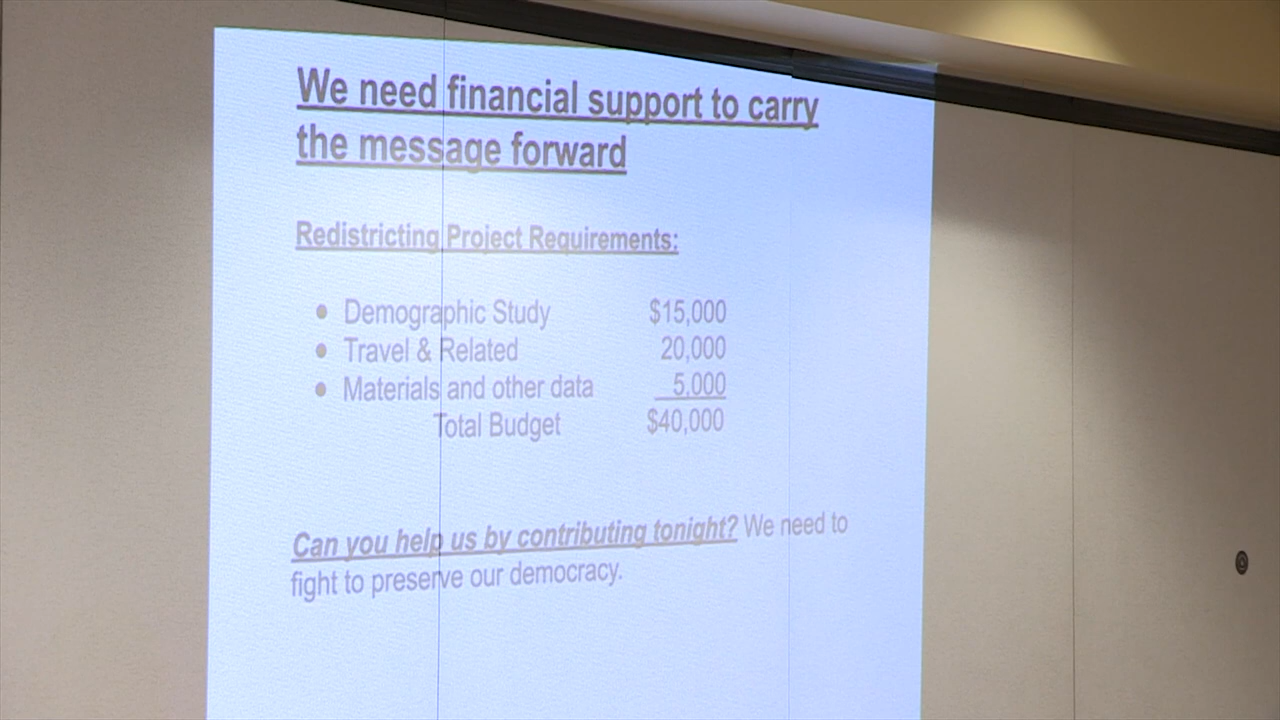 We need financial support to carry
the message forward
Redistricting Project Requirements:
● Demographic Study $15,000
● Travel & Related 20,000
● Materials and other data 5,000
Total Budget $40,000
Can you help us by contributing tonight? We need to
fight to preserve our democracy.